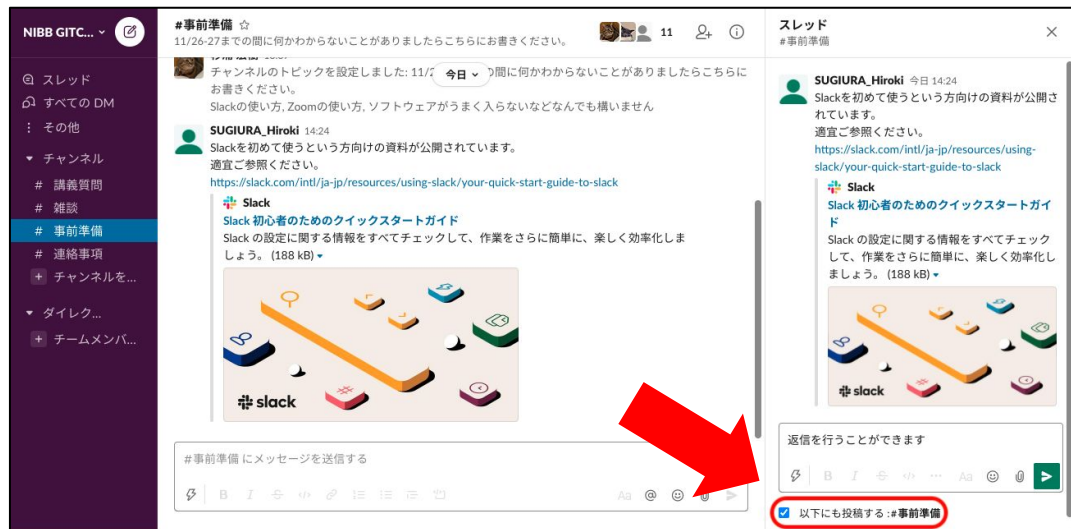 NIBB GITC...
スレッド
すべての DM
その他
チャンネル
# 講義質問
# 雑談
# 事前準備
# 連絡事項
+ チャンネルを...
ダイレク...
+ チームメンバ...
#事前準備
11/26-27までの間に何かわからないことがありましたらこちらにお書きください。
11
チャンネルのトピックを設定しました: 11/2
今日
の間に何かわからないことがありましたらこちらに
お書きください。
Slackの使い方, Zoomの使い方, ソフトウェアがうまく入らないなどなんでも構いません
SUGIURA_Hiroki 14:24
Slackを初めて使うという方向けの資料が公開されています。
適宜ご参照ください。
https://slack.com/intl/ja-jp/resources/using-slack/your-quick-start-guide-to-slack
Slack
Slack 初心者のためのクイックスタートガイド
Slack の設定に関する情報をすべてチェックして、作業をさらに簡単に、楽しく効率化しま
しょう。 (188 kB)
slack
#事前準備 にメッセージを送信する
B I
Aa @
スレッド
#事前準備
SUGIURA_Hiroki 今日 14:24
Slackを初めて使うという方向けの資料が公開さ
れています。
適宜ご参照ください。
https://slack.com/intl/ja-jp/resources/using-
slack/your-quick-start-guide-to-slack
Slack
Slack 初心者のためのクイックスタートガイ
ド
Slack の設定に関する情報をすべてチェック
して、作業をさらに簡単に、楽しく効率化し
ましょう。 (188 kB)
slack
返信を行うことができます
B I
Aa
以下にも投稿する :#事前準備